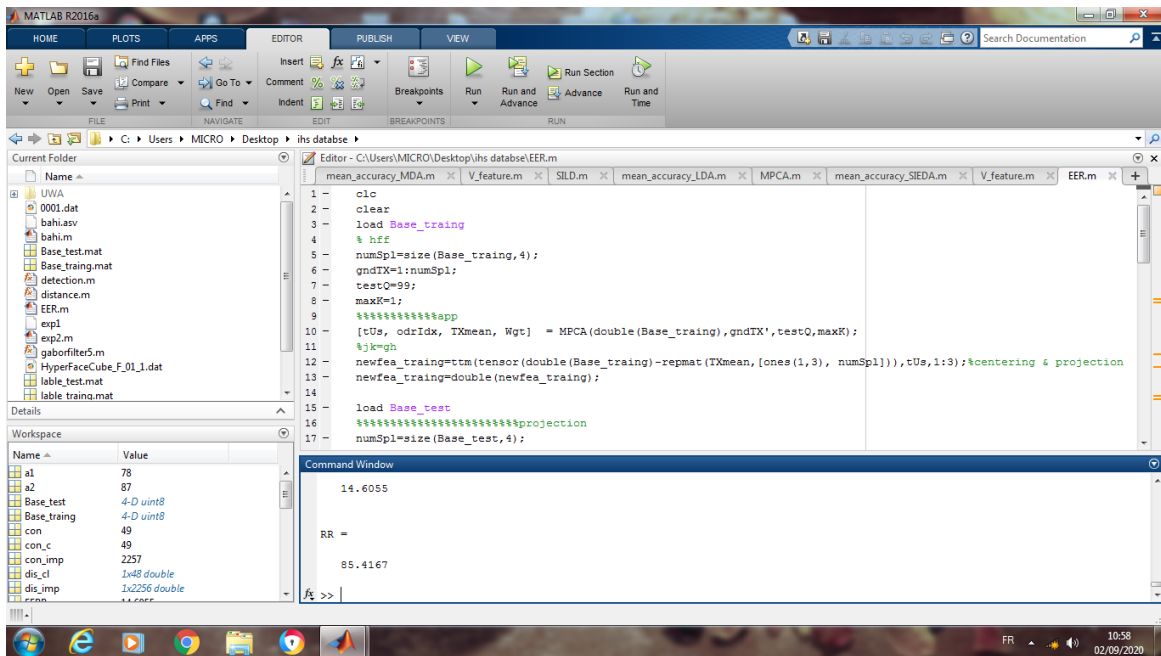 MATLAB R2016a
HOME PLOTS APPS EDITOR PUBLISH VIEW Search Documentation
New Open Save Find Files Compare Print
Go To Find
Insert fx
Comment
Indent
Breakpoints Run Run and Advance Run Section Advance Run and Time
FILE NAVIGATE EDIT BREAKPOINTS RUN
C: Users MICRO Desktop ihs databse
Current Folder
Name
UWA
0001.dat
bahi.asv
bahi.m
Base_test.mat
Base_traing.mat
detection.m
distance.m
EER.m
exp1
exp2.m
gaborfilter5.m
HyperFaceCube_F_01_1.dat
lable_test.mat
lable traing.mat
Details
Workspace
Name Value
a1 78
a2 87
Base_test 4-D uint8
Base_traing 4-D uint8
con 49
con_c 49
con_imp 2257
dis_cl 1x48 double
dis_imp 1x2256 double
Editor - C:\Users\MICRO\Desktop\ihs databse\EER.m
mean_accuracy_MDA.m V_feature.m SILD.m mean_accuracy_LDA.m MPCA.m mean_accuracy_SIEDA.m V_feature.m EER.m
1 - clc
2 - clear
3 - load Base_traing
4 % hff
5 - numSpl=size(Base_traing,4);
6 - gndTX=1:numSpl;
7 - testQ=99;
8 - maxK=1;
9 %%%%%%%%%%%%app
10 - [tUs, odrIdx, TXmean, Wgt] = MPCA(double(Base_traing),gndTX',testQ,maxK);
11 %jk=gh
12 - newfea_traing=ttm(tensor(double(Base_traing)-repmat(TXmean,[ones(1,3), numSpl])),tUs,1:3);%centering & projection
13 - newfea_traing=double(newfea_traing);
14
15 - load Base_test
16 %%%%%%%%%%%%%%%%%%%%%%%projection
17 - numSpl=size(Base_test,4);
Command Window
14.6055
RR =
85.4167
fx >>
FR 10:58
02/09/2020